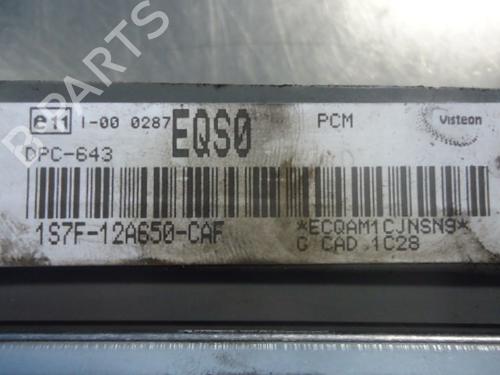 e11 I-00 0287 EQS0 PCM Visteon
DPC-643
1S7F-12A650-CAF *ECQAM1CJNSN9*
G CAD 1C28
B PARTS